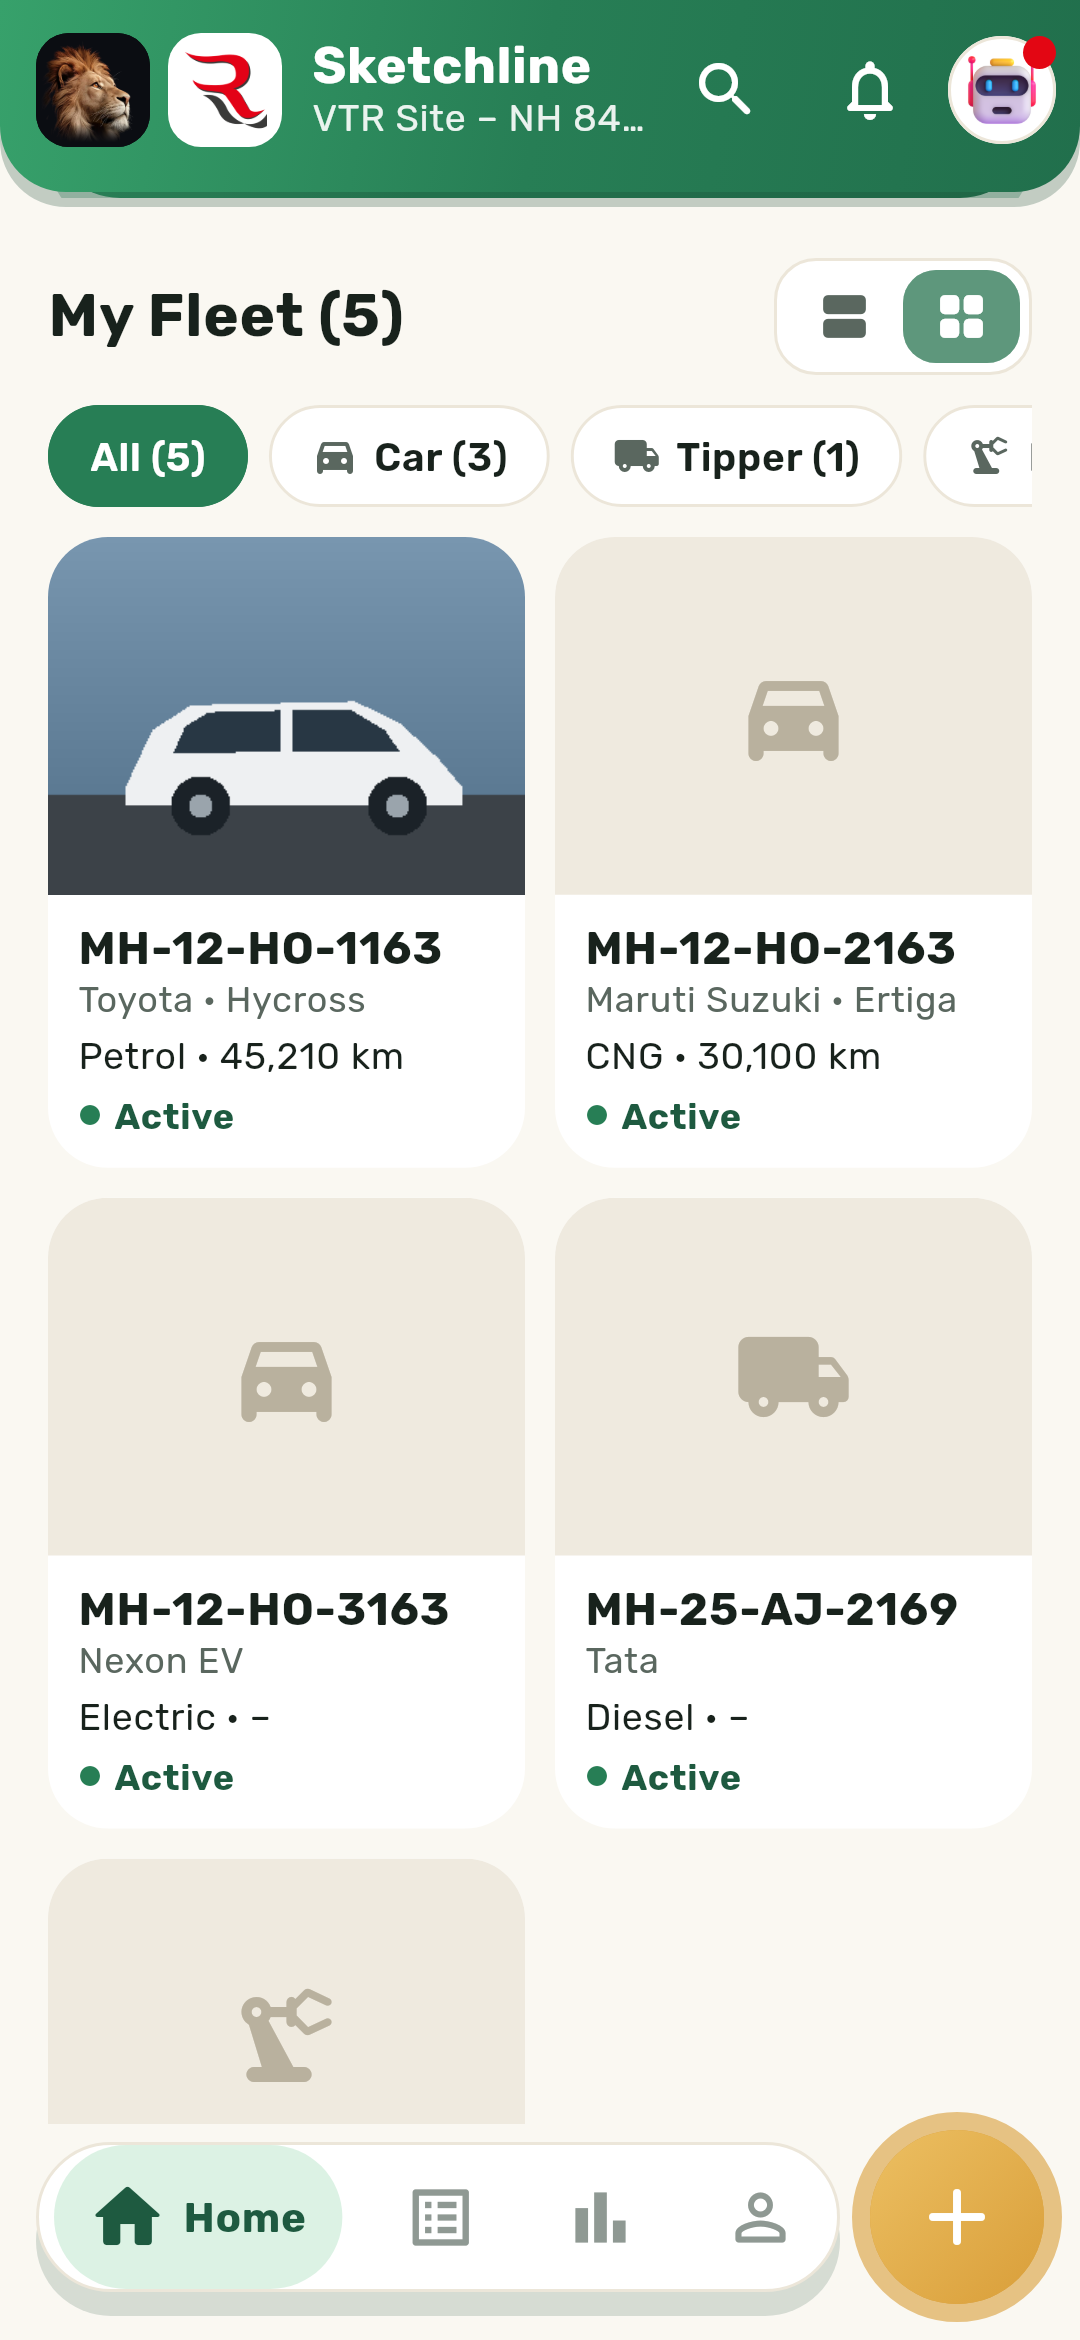 Sketchline
VTR Site – NH 84...
My Fleet (5)
All (5)
Car (3)
Tipper (1)
MH-12-HO-1163
Toyota • Hycross
Petrol • 45,210 km
Active
MH-12-HO-2163
Maruti Suzuki • Ertiga
CNG • 30,100 km
Active
MH-12-HO-3163
Nexon EV
Electric • –
Active
MH-25-AJ-2169
Tata
Diesel • –
Active
Home